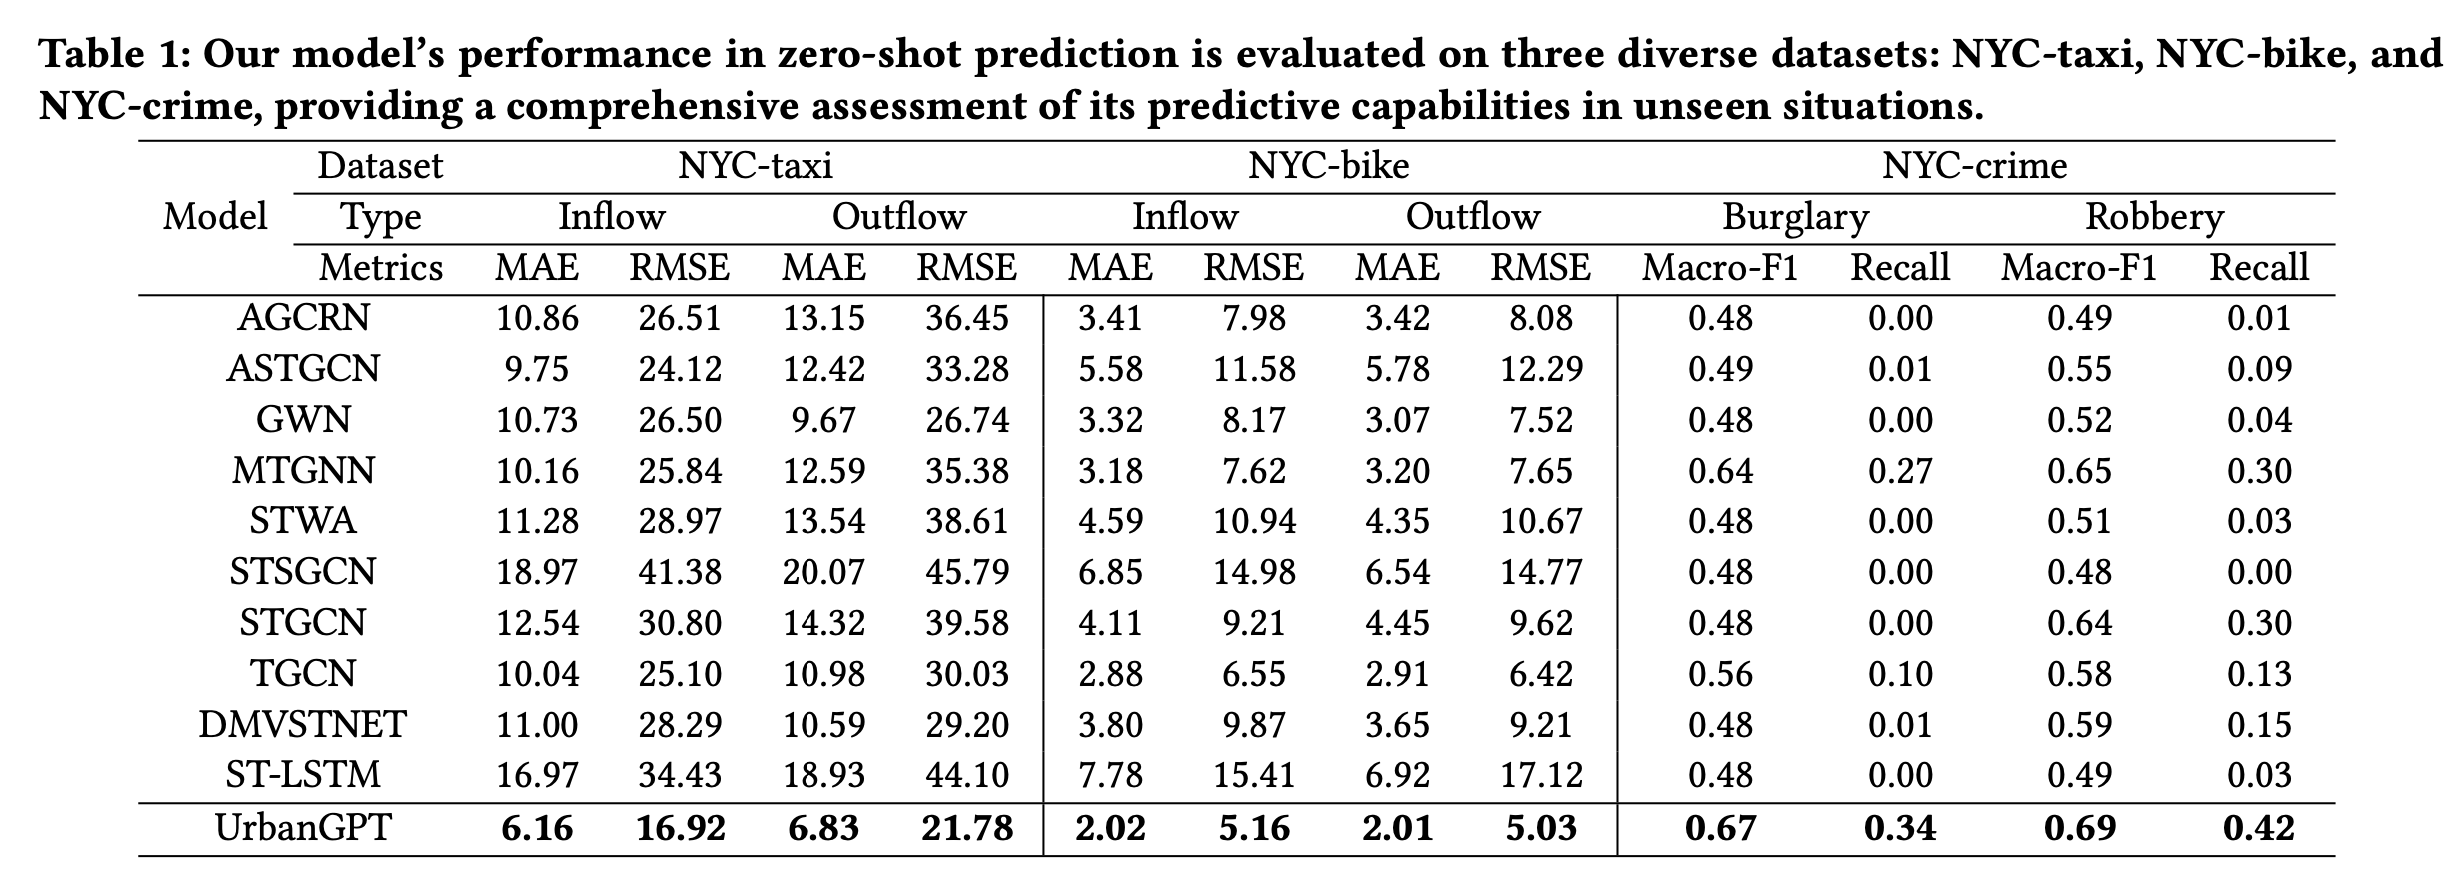 Table 1: Our model’s performance in zero-shot prediction is evaluated on three diverse datasets: NYC-taxi, NYC-bike, and
NYC-crime, providing a comprehensive assessment of its predictive capabilities in unseen situations.
Dataset NYC-taxi NYC-bike NYC-crime
Model Type Inflow Outflow Inflow Outflow Burglary Robbery
Metrics MAE RMSE MAE RMSE MAE RMSE MAE RMSE Macro-F1 Recall Macro-F1 Recall
AGCRN 10.86 26.51 13.15 36.45 3.41 7.98 3.42 8.08 0.48 0.00 0.49 0.01
ASTGCN 9.75 24.12 12.42 33.28 5.58 11.58 5.78 12.29 0.49 0.01 0.55 0.09
GWN 10.73 26.50 9.67 26.74 3.32 8.17 3.07 7.52 0.48 0.00 0.52 0.04
MTGNN 10.16 25.84 12.59 35.38 3.18 7.62 3.20 7.65 0.64 0.27 0.65 0.30
STWA 11.28 28.97 13.54 38.61 4.59 10.94 4.35 10.67 0.48 0.00 0.51 0.03
STSGCN 18.97 41.38 20.07 45.79 6.85 14.98 6.54 14.77 0.48 0.00 0.48 0.00
STGCN 12.54 30.80 14.32 39.58 4.11 9.21 4.45 9.62 0.48 0.00 0.64 0.30
TGCN 10.04 25.10 10.98 30.03 2.88 6.55 2.91 6.42 0.56 0.10 0.58 0.13
DMVSTNET 11.00 28.29 10.59 29.20 3.80 9.87 3.65 9.21 0.48 0.01 0.59 0.15
ST-LSTM 16.97 34.43 18.93 44.10 7.78 15.41 6.92 17.12 0.48 0.00 0.49 0.03
UrbanGPT 6.16 16.92 6.83 21.78 2.02 5.16 2.01 5.03 0.67 0.34 0.69 0.42